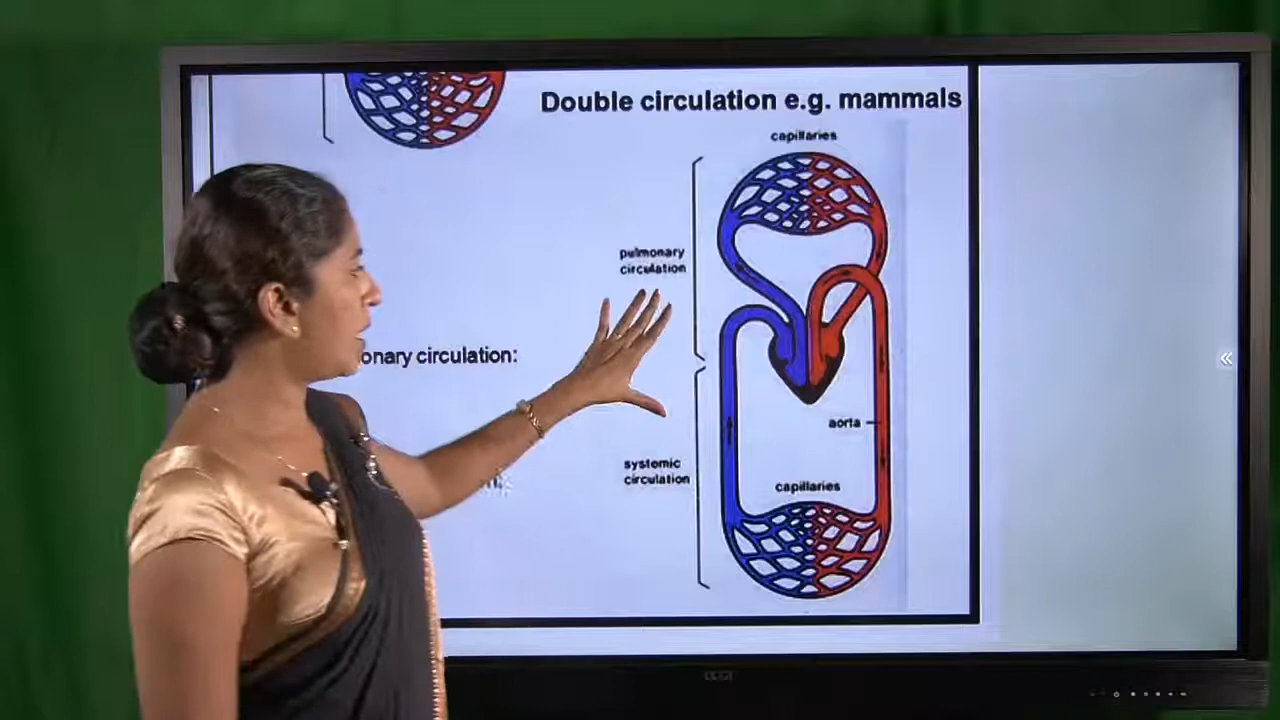 Double circulation e.g. mammals
capillaries
pulmonary
circulation
onary circulation:
aorta
systemic
circulation
capillaries